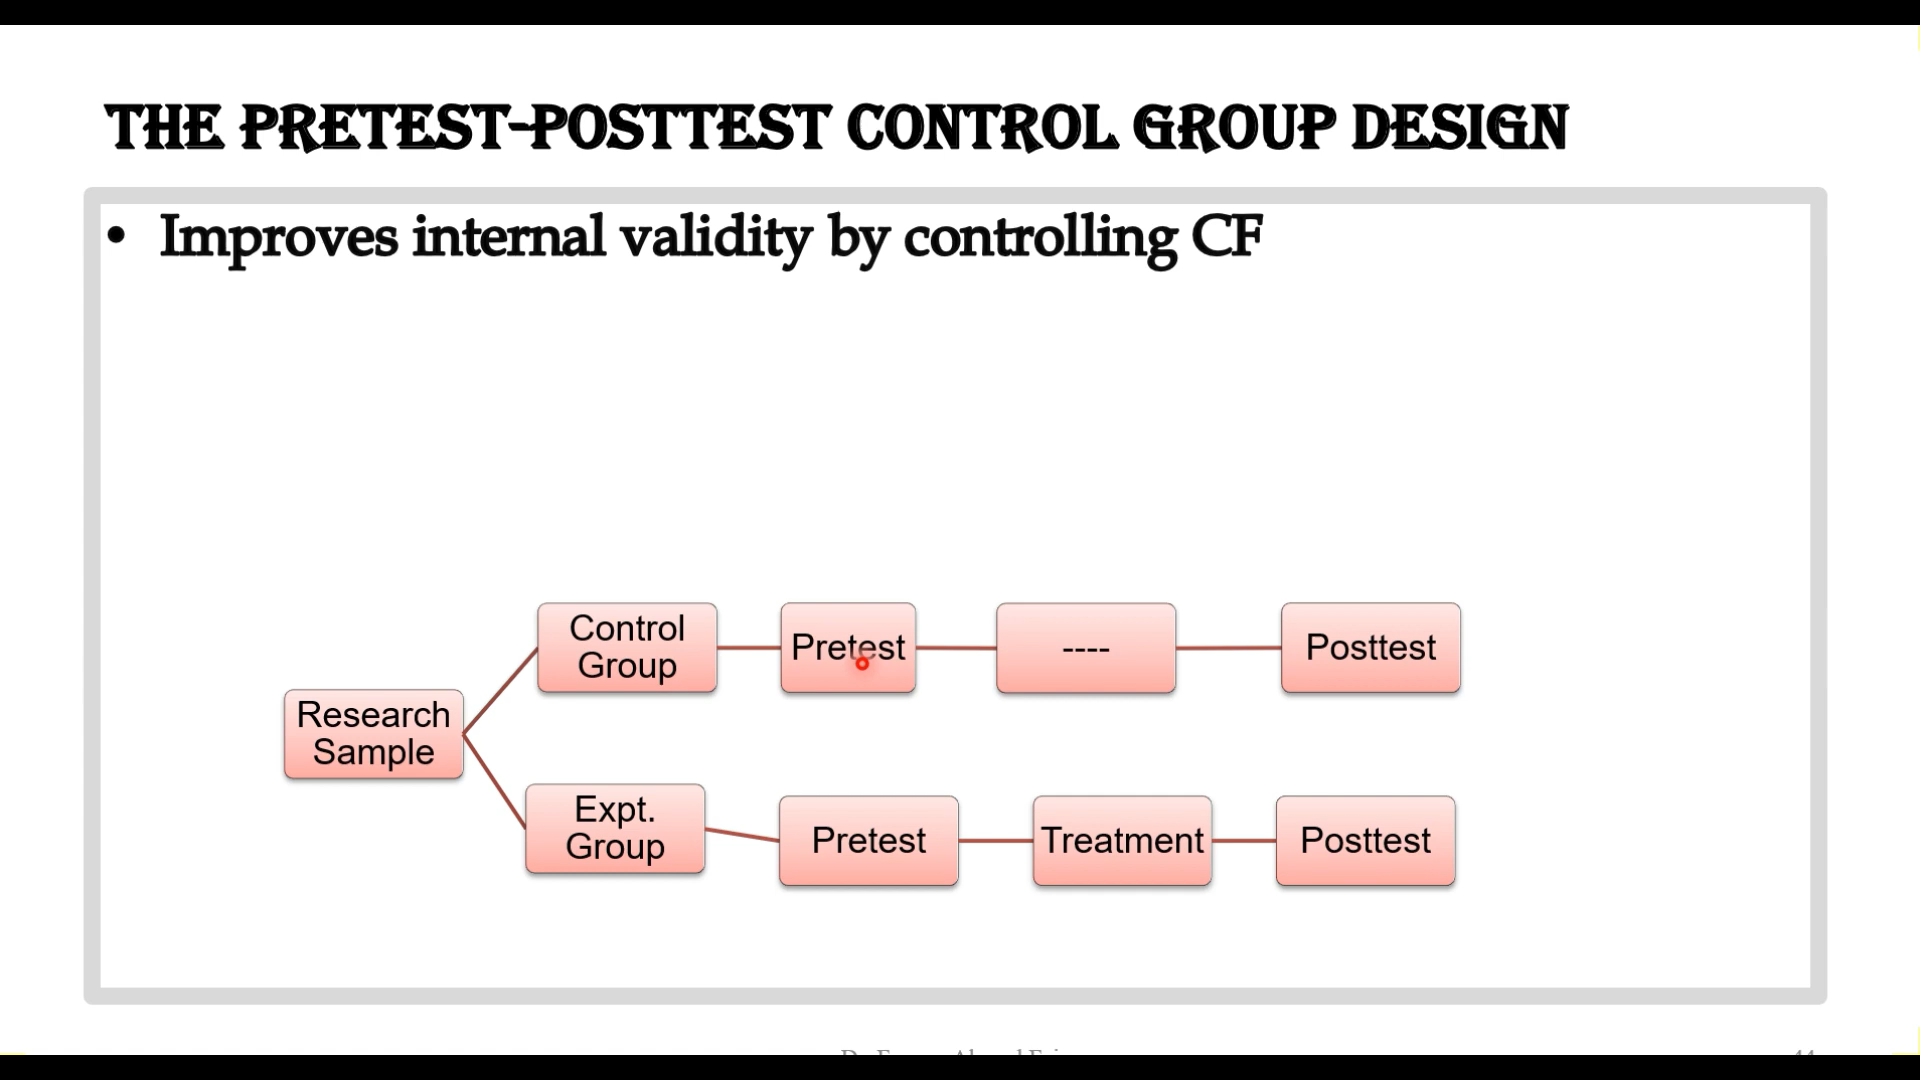 THE PRETEST-POSTTEST CONTROL GROUP DESIGN
• Improves internal validity by controlling CF
Control
Group
Pretest
----
Posttest
Research
Sample
Expt.
Group
Pretest
Treatment
Posttest